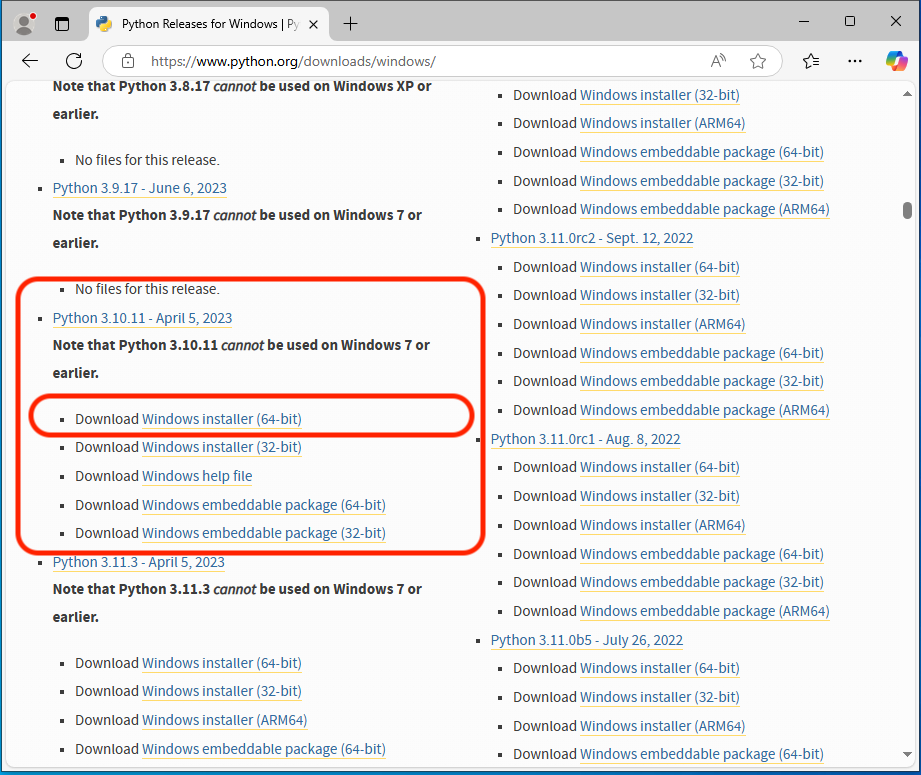 Python Releases for Windows | Py
https://www.python.org/downloads/windows/
Note that Python 3.8.17 cannot be used on Windows XP or
earlier.
No files for this release.
Python 3.9.17 - June 6, 2023
Note that Python 3.9.17 cannot be used on Windows 7 or
earlier.
No files for this release.
Python 3.10.11 - April 5, 2023
Note that Python 3.10.11 cannot be used on Windows 7 or
earlier.
Download Windows installer (64-bit)
Download Windows installer (32-bit)
Download Windows help file
Download Windows embeddable package (64-bit)
Download Windows embeddable package (32-bit)
Python 3.11.3 - April 5, 2023
Note that Python 3.11.3 cannot be used on Windows 7 or
earlier.
Download Windows installer (64-bit)
Download Windows installer (32-bit)
Download Windows installer (ARM64)
Download Windows embeddable package (64-bit)
Download Windows installer (32-bit)
Download Windows installer (ARM64)
Download Windows embeddable package (64-bit)
Download Windows embeddable package (32-bit)
Download Windows embeddable package (ARM64)
Python 3.11.0rc2 - Sept. 12, 2022
Download Windows installer (64-bit)
Download Windows installer (32-bit)
Download Windows installer (ARM64)
Download Windows embeddable package (64-bit)
Download Windows embeddable package (32-bit)
Download Windows embeddable package (ARM64)
Python 3.11.0rc1 - Aug. 8, 2022
Download Windows installer (64-bit)
Download Windows installer (32-bit)
Download Windows installer (ARM64)
Download Windows embeddable package (64-bit)
Download Windows embeddable package (32-bit)
Download Windows embeddable package (ARM64)
Python 3.11.0b5 - July 26, 2022
Download Windows installer (64-bit)
Download Windows installer (32-bit)
Download Windows installer (ARM64)
Download Windows embeddable package (64-bit)